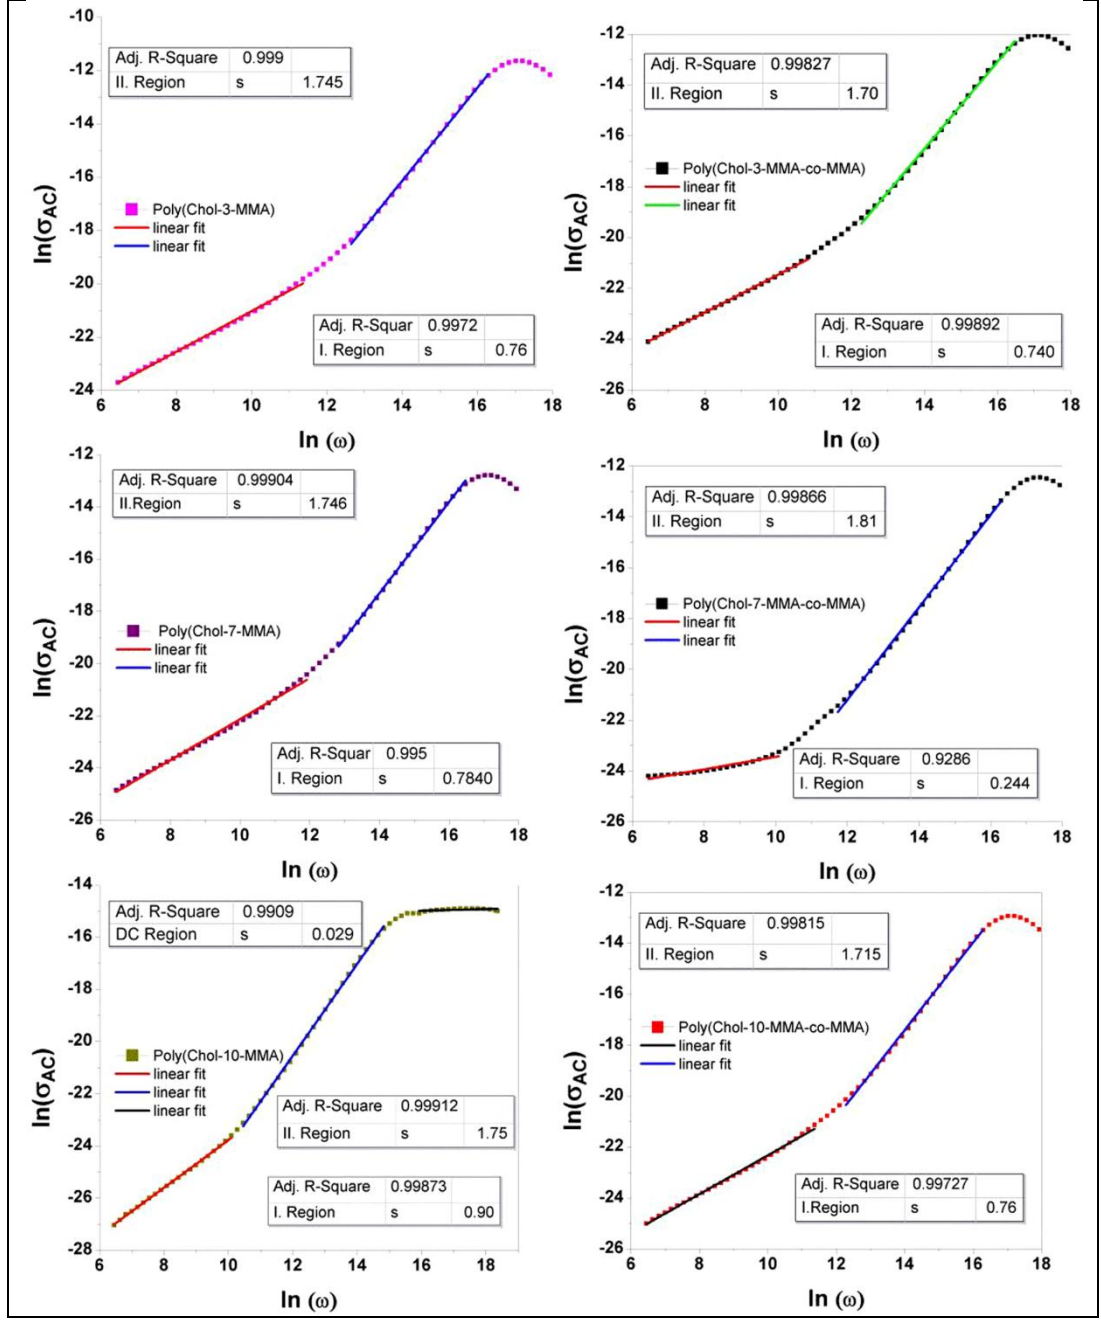 -10
-12
-14
-16
-18
-20
-22
-24
ln(σAC)
Adj. R-Square 0.999
II. Region s 1.745
Poly(Chol-3-MMA)
linear fit
linear fit
Adj. R-Squar 0.9972
I. Region s 0.76
6 8 10 12 14 16 18
ln (ω)
-12
-14
-16
-18
-20
-22
-24
-26
ln(σAC)
Adj. R-Square 0.99827
II. Region s 1.70
Poly(Chol-3-MMA-co-MMA)
linear fit
linear fit
Adj. R-Square 0.99892
I. Region s 0.740
6 8 10 12 14 16 18
ln (ω)
-12
-14
-16
-18
-20
-22
-24
-26
ln(σAC)
Adj. R-Square 0.99904
II.Region s 1.746
Poly(Chol-7-MMA)
linear fit
linear fit
Adj. R-Squar 0.995
I. Region s 0.7840
6 8 10 12 14 16 18
ln (ω)
-12
-14
-16
-18
-20
-22
-24
-26
ln(σAC)
Adj. R-Square 0.99866
II. Region s 1.81
Poly(Chol-7-MMA-co-MMA)
linear fit
linear fit
Adj. R-Square 0.9286
I. Region s 0.244
6 8 10 12 14 16 18
ln (ω)
-14
-16
-18
-20
-22
-24
-26
-28
ln(σAC)
Adj. R-Square 0.9909
DC Region s 0.029
Poly(Chol-10-MMA)
linear fit
linear fit
linear fit
Adj. R-Square 0.99912
II. Region s 1.75
Adj. R-Square 0.99873
I. Region s 0.90
6 8 10 12 14 16 18
ln (ω)
-12
-14
-16
-18
-20
-22
-24
-26
ln(σAC)
Adj. R-Square 0.99815
II. Region s 1.715
Poly(Chol-10-MMA-co-MMA)
linear fit
linear fit
Adj. R-Square 0.99727
I.Region s 0.76
6 8 10 12 14 16 18
ln (ω)